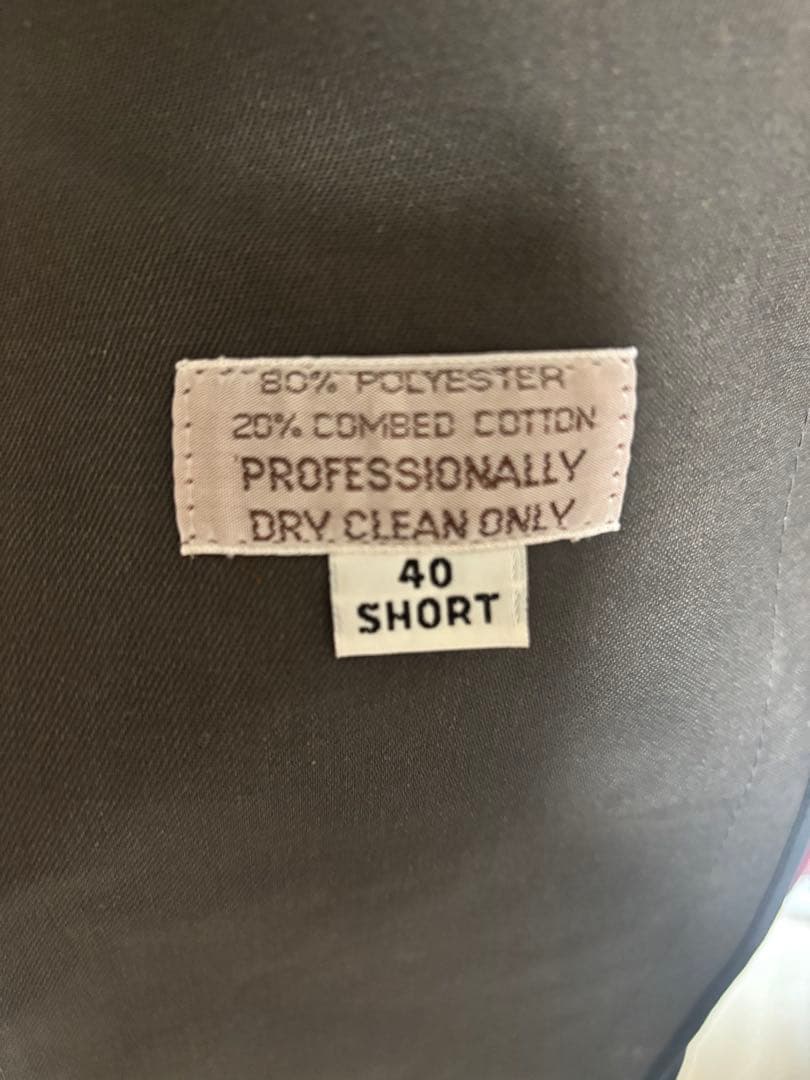 80% POLYESTER
20% COMBED COTTON
PROFESSIONALLY
DRY CLEAN ONLY
40
SHORT